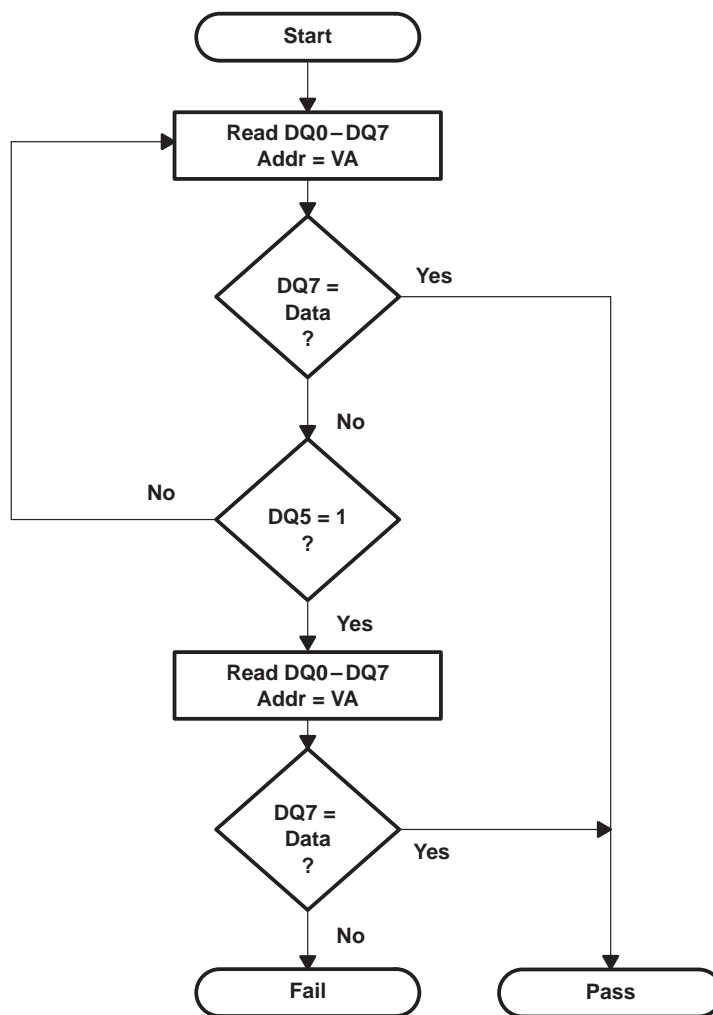 Start
Read DQ0–DQ7
Addr = VA
DQ7 =
Data
?
Yes
No
DQ5 = 1
?
No
Yes
Read DQ0–DQ7
Addr = VA
DQ7 =
Data
?
Yes
No
Fail
Pass